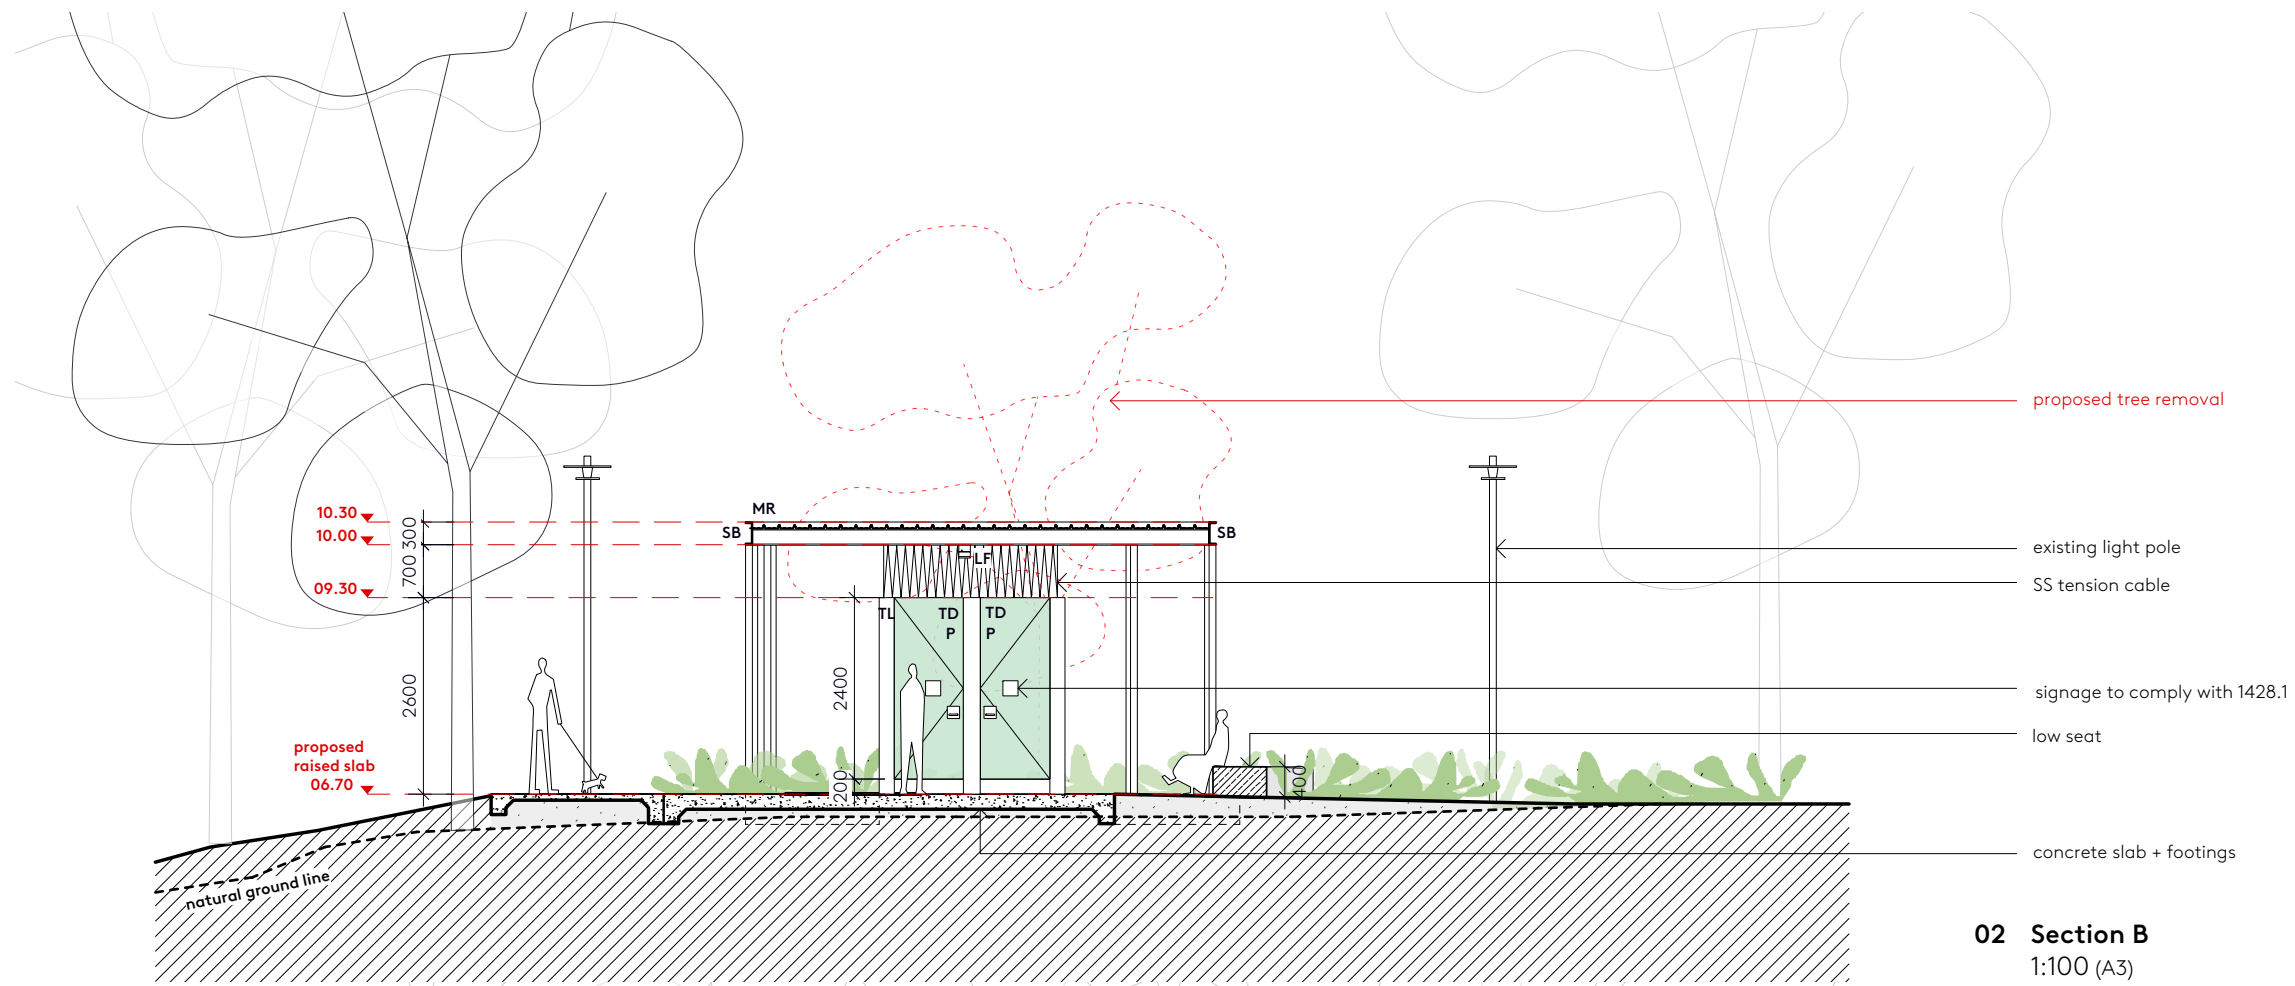 proposed tree removal
10.30
MR
10.00
300
SB
SB
existing light pole
LF
700
SS tension cable
09.30
TL
TD
P
TD
P
2400
2600
signage to comply with 1428.1
low seat
proposed
raised slab
06.70
200
400
concrete slab + footings
natural ground line
02 Section B
1:100 (A3)